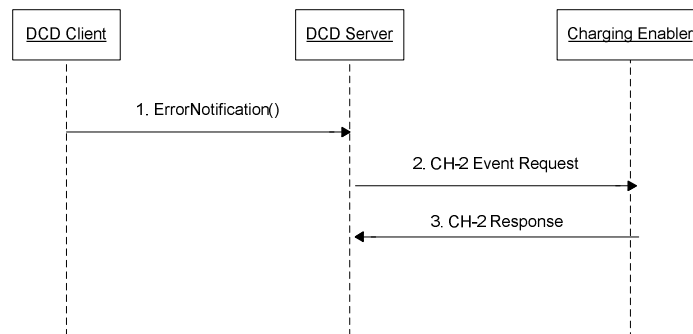 DCD Client
DCD Server
Charging Enabler
1. ErrorNotification()
2. CH-2 Event Request
3. CH-2 Response